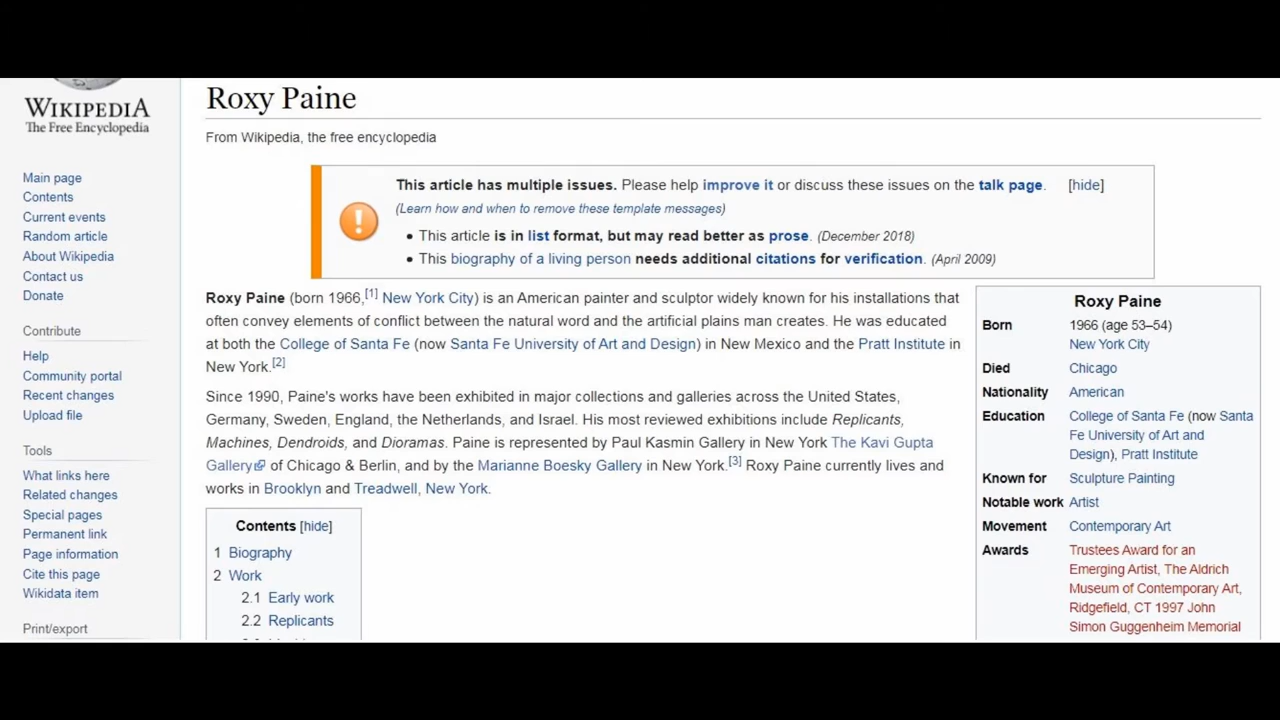 WIKIPEDIA
The Free Encyclopedia
Main page
Contents
Current events
Random article
About Wikipedia
Contact us
Donate
Contribute
Help
Community portal
Recent changes
Upload file
Tools
What links here
Related changes
Special pages
Permanent link
Page information
Cite this page
Wikidata item
Print/export
Roxy Paine
From Wikipedia, the free encyclopedia
This article has multiple issues. Please help improve it or discuss these issues on the talk page. [hide]
(Learn how and when to remove these template messages)
• This article is in list format, but may read better as prose. (December 2018)
• This biography of a living person needs additional citations for verification. (April 2009)
Roxy Paine (born 1966,[1] New York City) is an American painter and sculptor widely known for his installations that
often convey elements of conflict between the natural word and the artificial plains man creates. He was educated
at both the College of Santa Fe (now Santa Fe University of Art and Design) in New Mexico and the Pratt Institute in
New York.[2]
Since 1990, Paine's works have been exhibited in major collections and galleries across the United States,
Germany, Sweden, England, the Netherlands, and Israel. His most reviewed exhibitions include Replicants,
Machines, Dendroids, and Dioramas. Paine is represented by Paul Kasmin Gallery in New York The Kavi Gupta
Gallery of Chicago & Berlin, and by the Marianne Boesky Gallery in New York.[3] Roxy Paine currently lives and
works in Brooklyn and Treadwell, New York.
Contents [hide]
1 Biography
2 Work
2.1 Early work
2.2 Replicants
Roxy Paine
Born 1966 (age 53–54)
New York City
Died Chicago
Nationality American
Education College of Santa Fe (now Santa
Fe University of Art and
Design), Pratt Institute
Known for Sculpture Painting
Notable work Artist
Movement Contemporary Art
Awards Trustees Award for an
Emerging Artist, The Aldrich
Museum of Contemporary Art,
Ridgefield, CT 1997 John
Simon Guggenheim Memorial